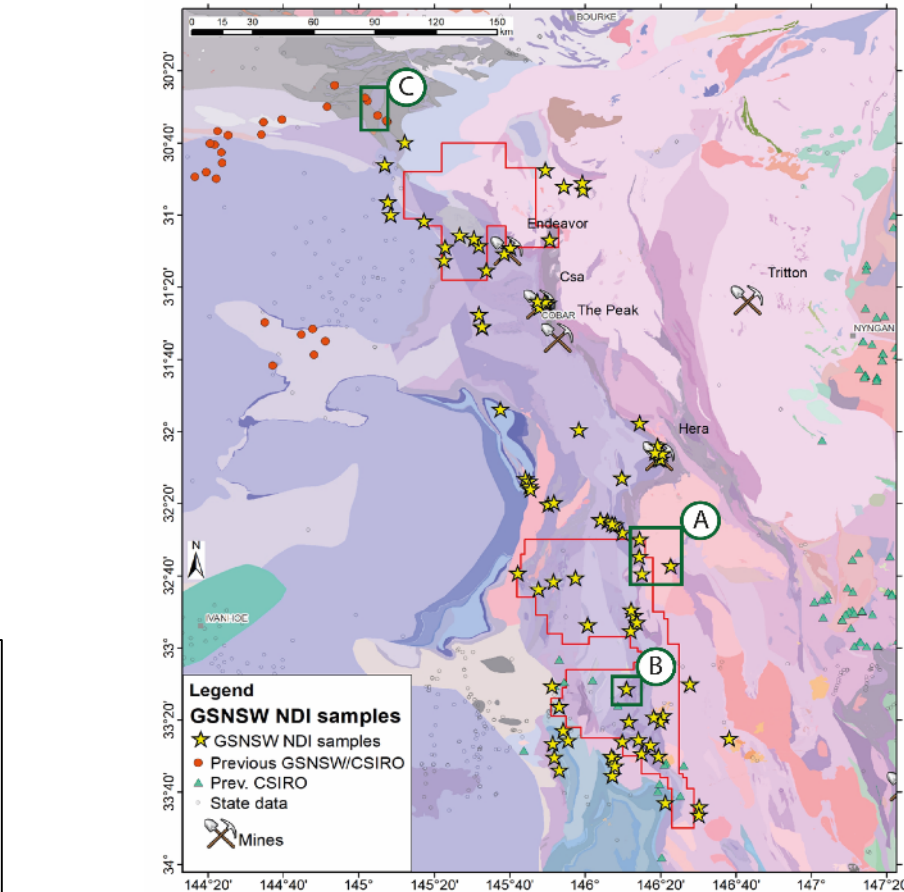 BOURKE
0 15 30 60 90 120 150
km
C
30°20'
30°40'
31°
Endeavor
31°20'
Csa
Tritton
COBAR
The Peak
NYNGAN
31°40'
32°
Hera
32°20'
A
N
32°40'
IVANHOE
33°
B
Legend
GSNSW NDI samples
GSNSW NDI samples
Previous GSNSW/CSIRO
Prev. CSIRO
State data
Mines
33°20'
33°40'
34°
144°20' 144°40' 145° 145°20' 145°40' 146° 146°20' 146°40' 147° 147°20'